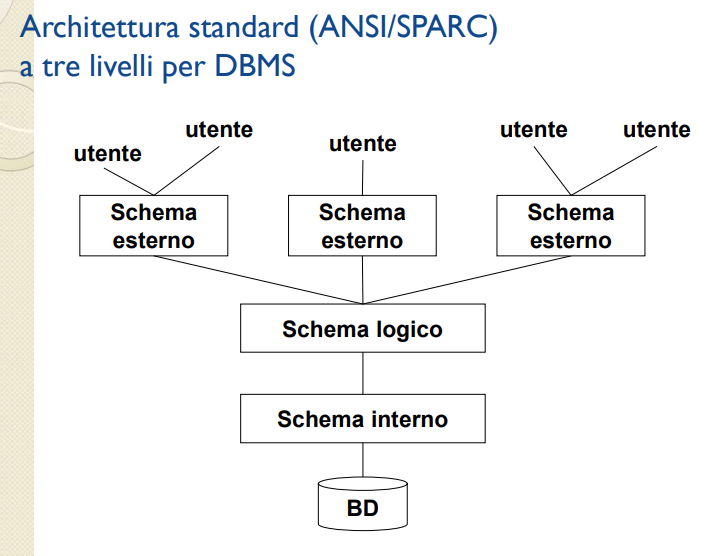 Architettura standard (ANSI/SPARC)
a tre livelli per DBMS
utente
utente
utente
utente
utente
Schema
esterno
Schema
esterno
Schema
esterno
Schema logico
Schema interno
BD